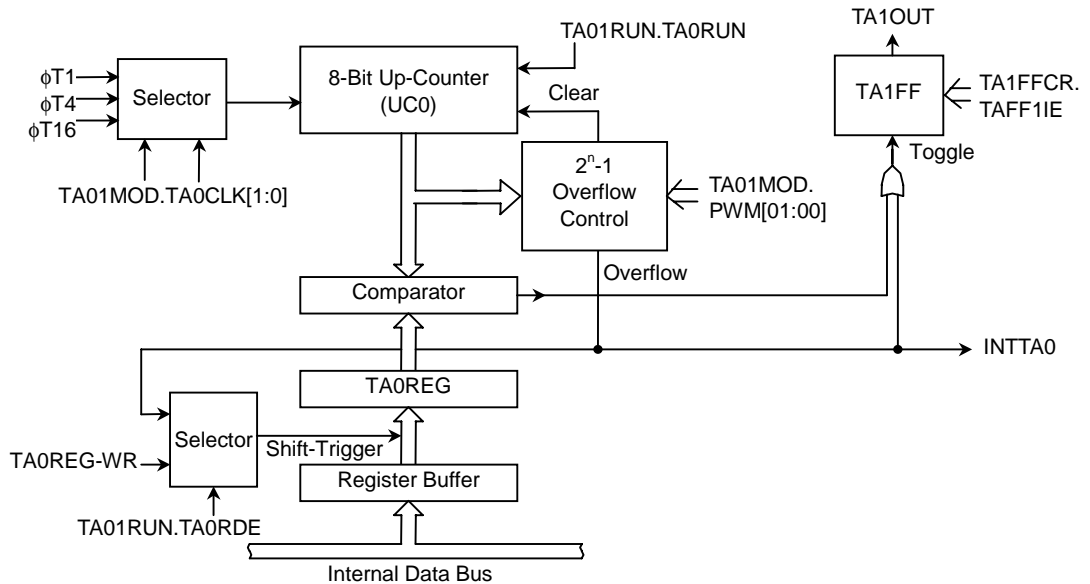 TA1OUT
TA01RUN.TA0RUN
8-Bit Up-Counter
(UC0)
φT1
φT4
φT16
Selector
Clear
TA1FF
TA1FFCR.
TAFF1IE
Toggle
TA01MOD.TA0CLK[1:0]
2ⁿ-1
Overflow
Control
TA01MOD.
PWM[01:00]
Overflow
Comparator
INTTA0
TA0REG
Selector
Shift-Trigger
TA0REG-WR
Register Buffer
TA01RUN.TA0RDE
Internal Data Bus